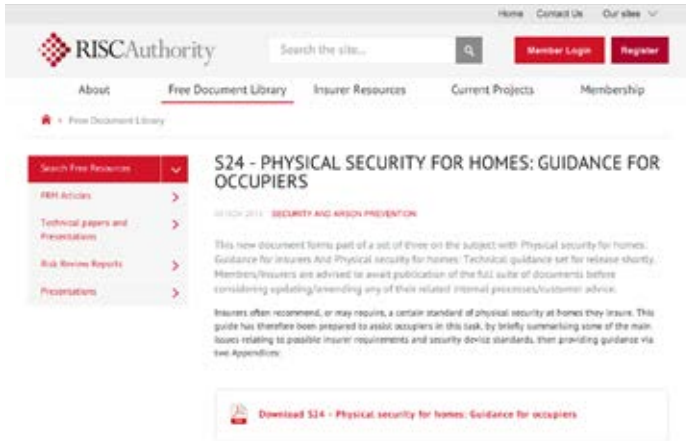 Home Contact Us Our sites
RISCAuthority
Search the site...
Member Login Register
About Free Document Library Insurer Resources Current Projects Membership
Free Document Library
Search Free Resources
FRM Articles
Technical papers and
Presentations
Risk Review Reports
Presentations
S24 - PHYSICAL SECURITY FOR HOMES: GUIDANCE FOR
OCCUPIERS
NOV SECURITY AND ARSON PREVENTION
This new document forms part of a set of three on the subject with Physical security for homes:
Guidance for insurers And Physical security for homes: Technical guidance set for release shortly.
Members/Insurers are advised to await publication of the full suite of documents before
considering updating/amending any of their related internal processes/customer advice.
Insurers often recommend, or may require, a certain standard of physical security at homes they insure. This
guide has therefore been prepared to assist occupiers in this task, by briefly summarising some of the main
issues relating to possible insurer requirements and security device standards, then providing guidance via
two Appendices:
Download S24 - Physical security for homes: Guidance for occupiers